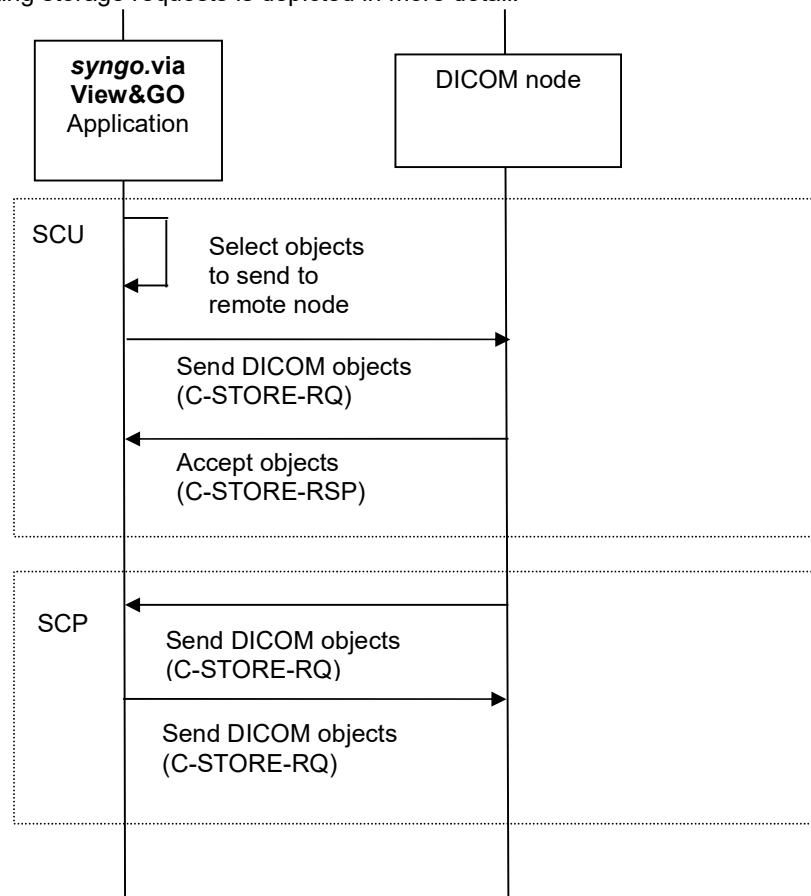 storage requests is depicted in more
syngo.via
View&GO
Application
DICOM node
SCU
Select objects
to send to
remote node
Send DICOM objects
(C-STORE-RQ)
Accept objects
(C-STORE-RSP)
SCP
Send DICOM objects
(C-STORE-RQ)
Send DICOM objects
(C-STORE-RQ)